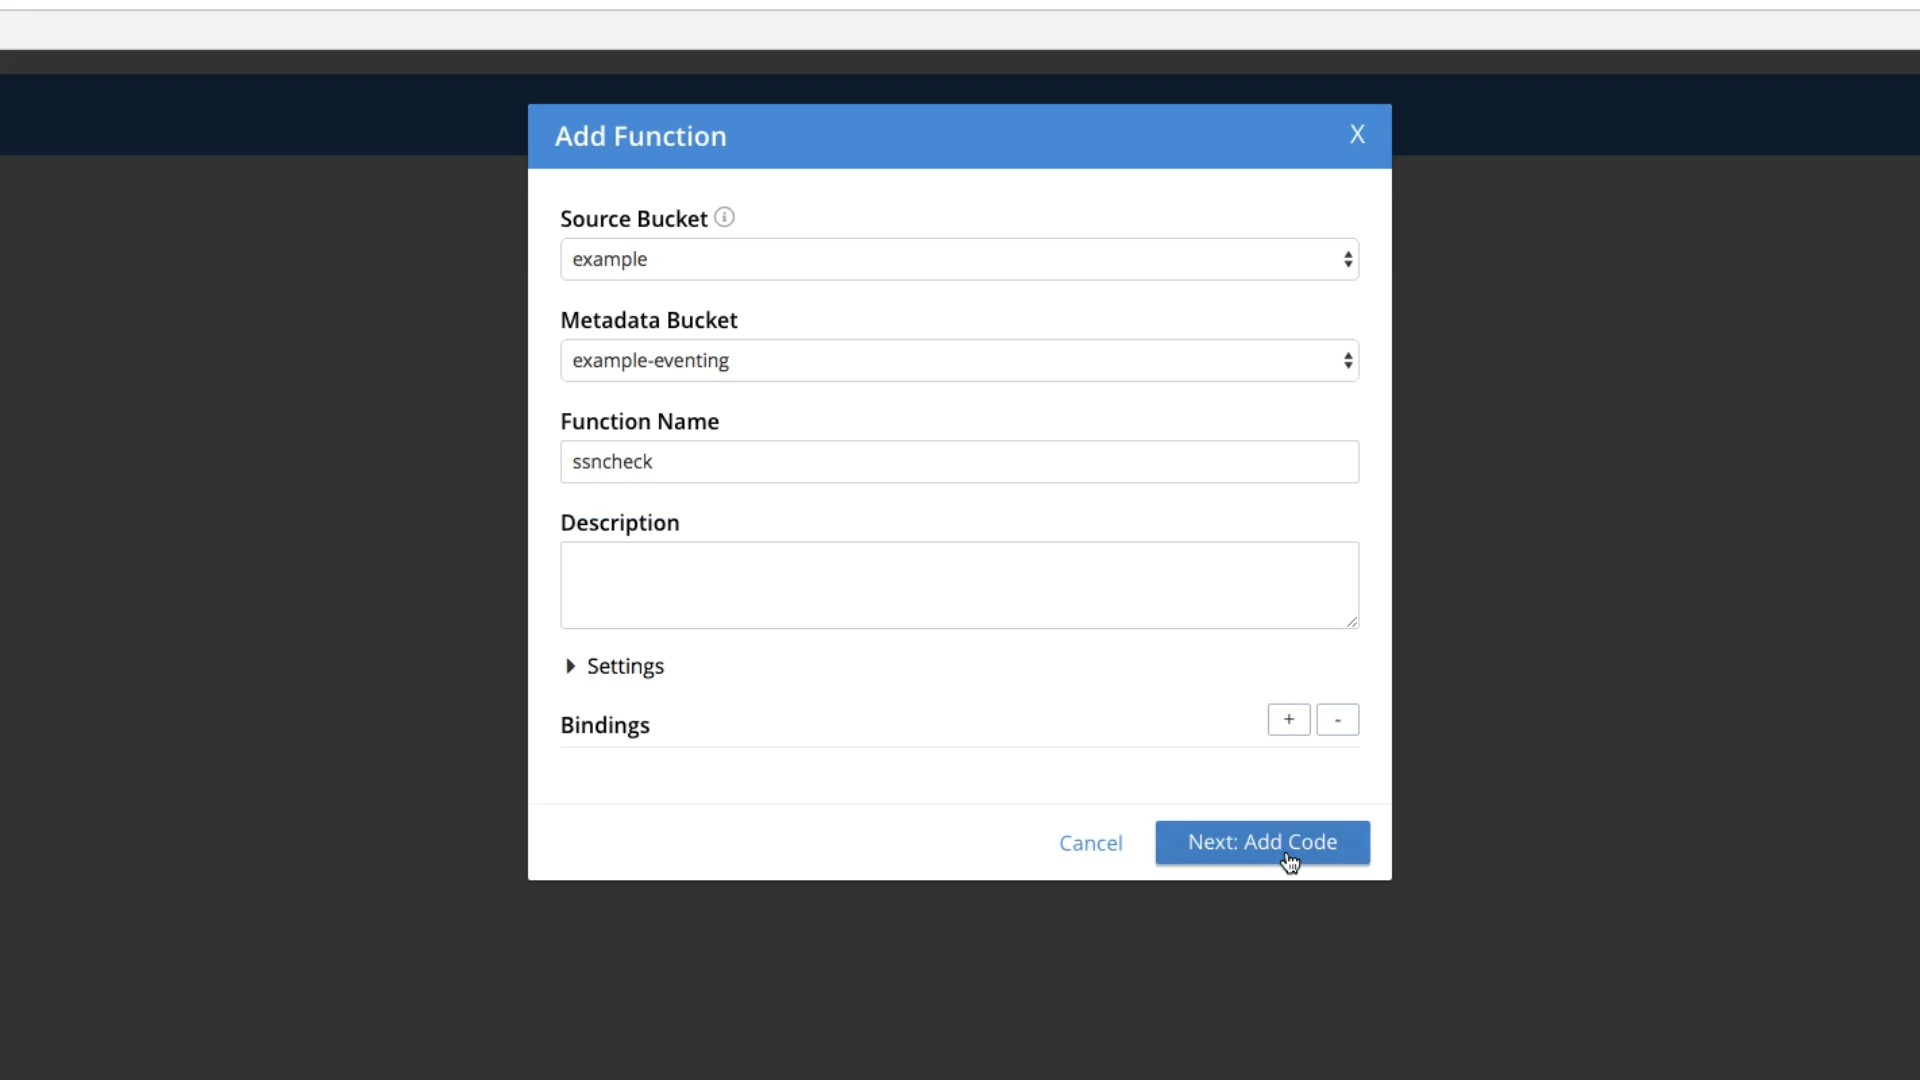 Add Function X
Source Bucket
example
Metadata Bucket
example-eventing
Function Name
ssncheck
Description
Settings
Bindings + -
Cancel Next: Add Code